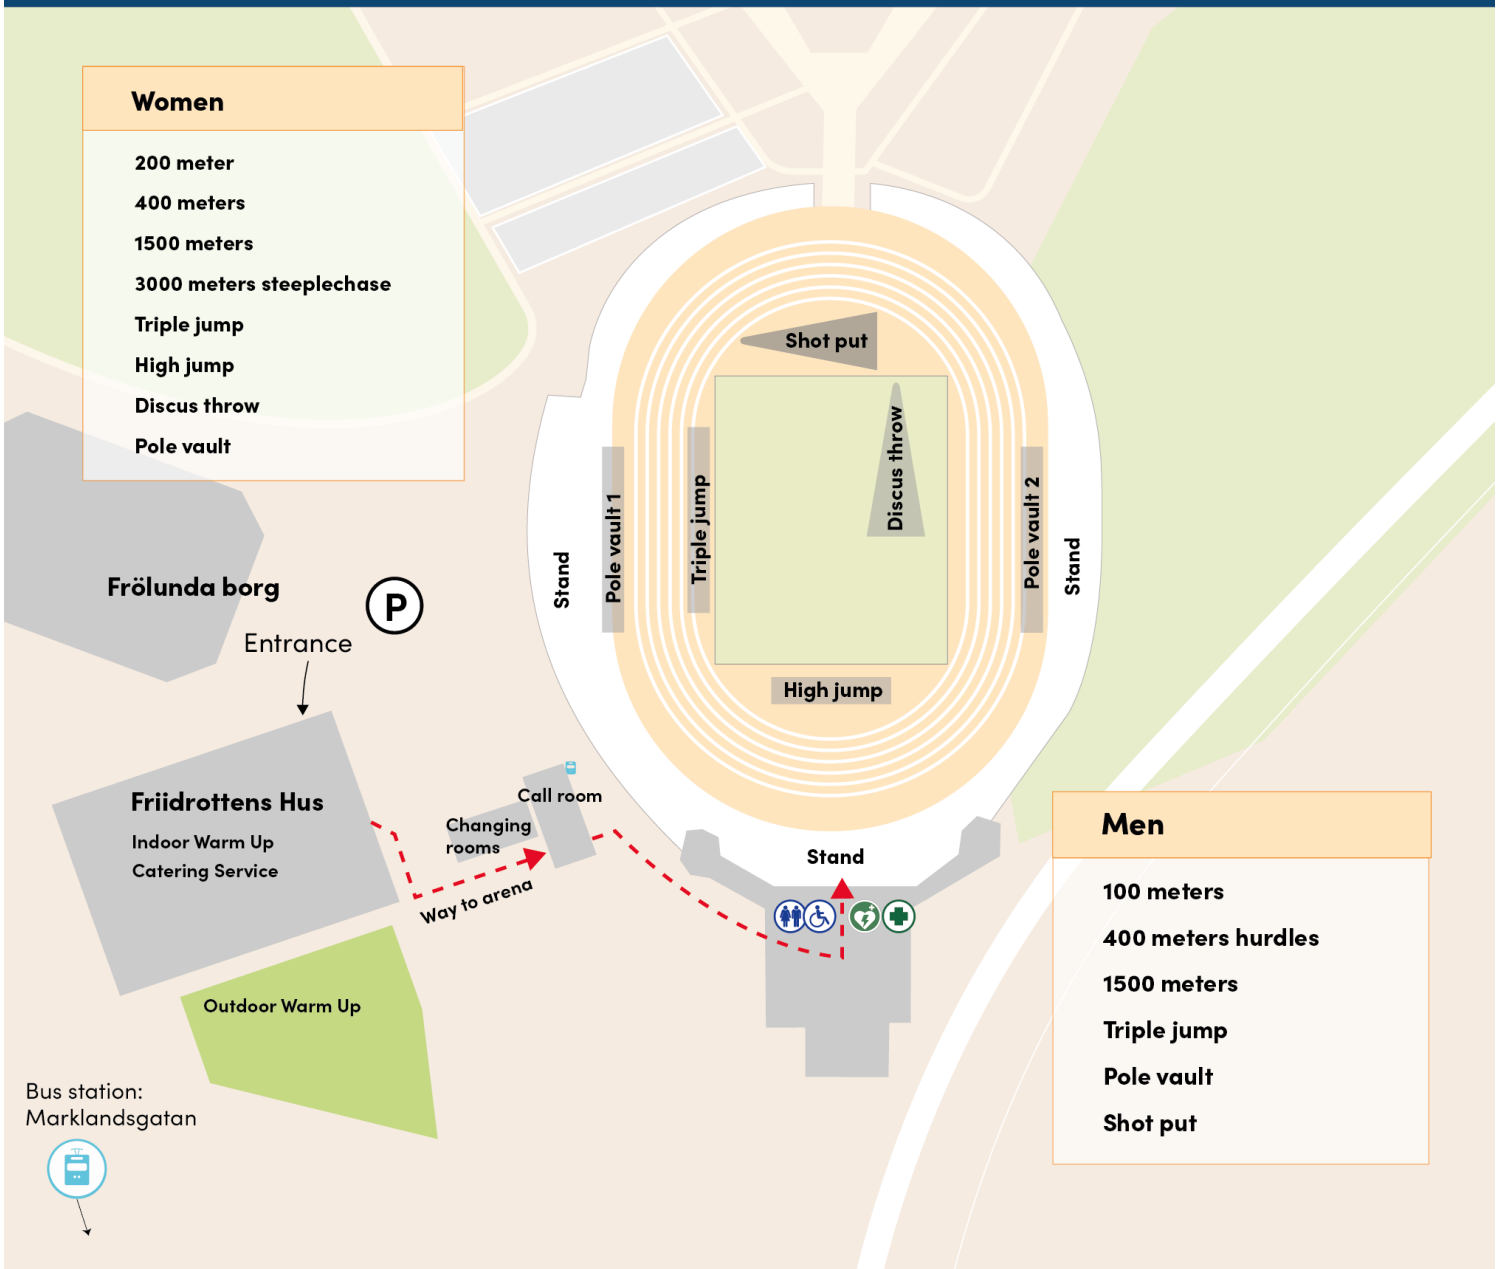 Women
200 meter
400 meters
1500 meters
3000 meters steeplechase
Triple jump
High jump
Discus throw
Pole vault
Shot put
Discus throw
Pole vault 1
Triple jump
Pole vault 2
Stand
Stand
High jump
Frölunda borg
P
Entrance
Friidrottens Hus
Indoor Warm Up
Catering Service
Call room
Changing
rooms
Way to arena
Stand
Outdoor Warm Up
Bus station:
Marklandsgatan
Men
100 meters
400 meters hurdles
1500 meters
Triple jump
Pole vault
Shot put